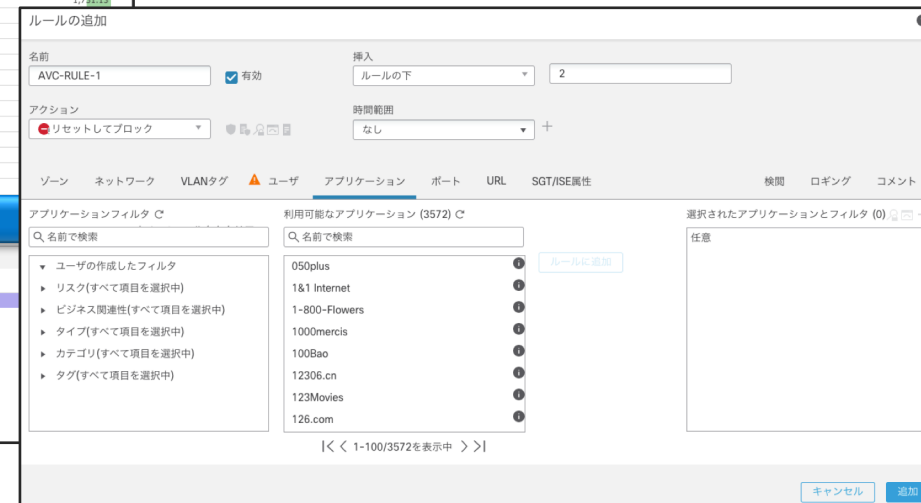 ルールの追加
名前
挿入
AVC-RULE-1
有効
ルールの下
2
アクション
時間範囲
リセットしてブロック
なし
ゾーン ネットワーク VLANタグ ユーザ アプリケーション ポート URL SGT/ISE属性 検閲 ロギング コメント
アプリケーションフィルタ
利用可能なアプリケーション (3572)
選択されたアプリケーションとフィルタ (0)
名前で検索
名前で検索
任意
ルールに追加
ユーザの作成したフィルタ
リスク(すべて項目を選択中)
ビジネス関連性(すべて項目を選択中)
タイプ(すべて項目を選択中)
カテゴリ(すべて項目を選択中)
タグ(すべて項目を選択中)
050plus
1&1 Internet
1-800-Flowers
1000mercis
100Bao
12306.cn
123Movies
126.com
1-100/3572を表示中
キャンセル
追加